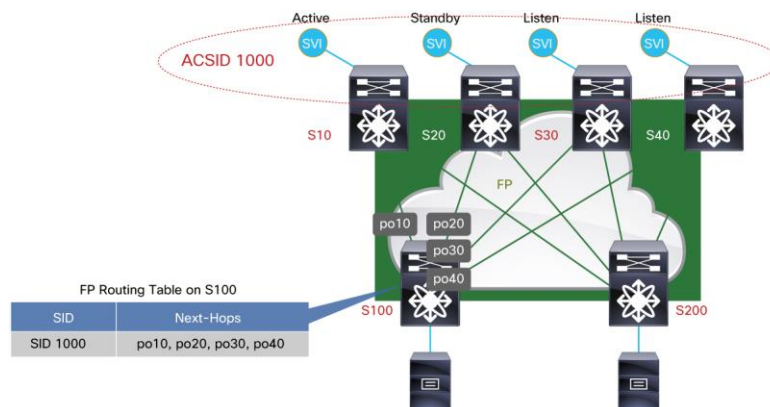 Active
Standby
Listen
Listen
SVI
SVI
SVI
SVI
ACSID 1000
S10
S20
S30
S40
FP
po10
po20
po30
po40
FP Routing Table on S100
SID Next-Hops
SID 1000 po10, po20, po30, po40
S100
S200